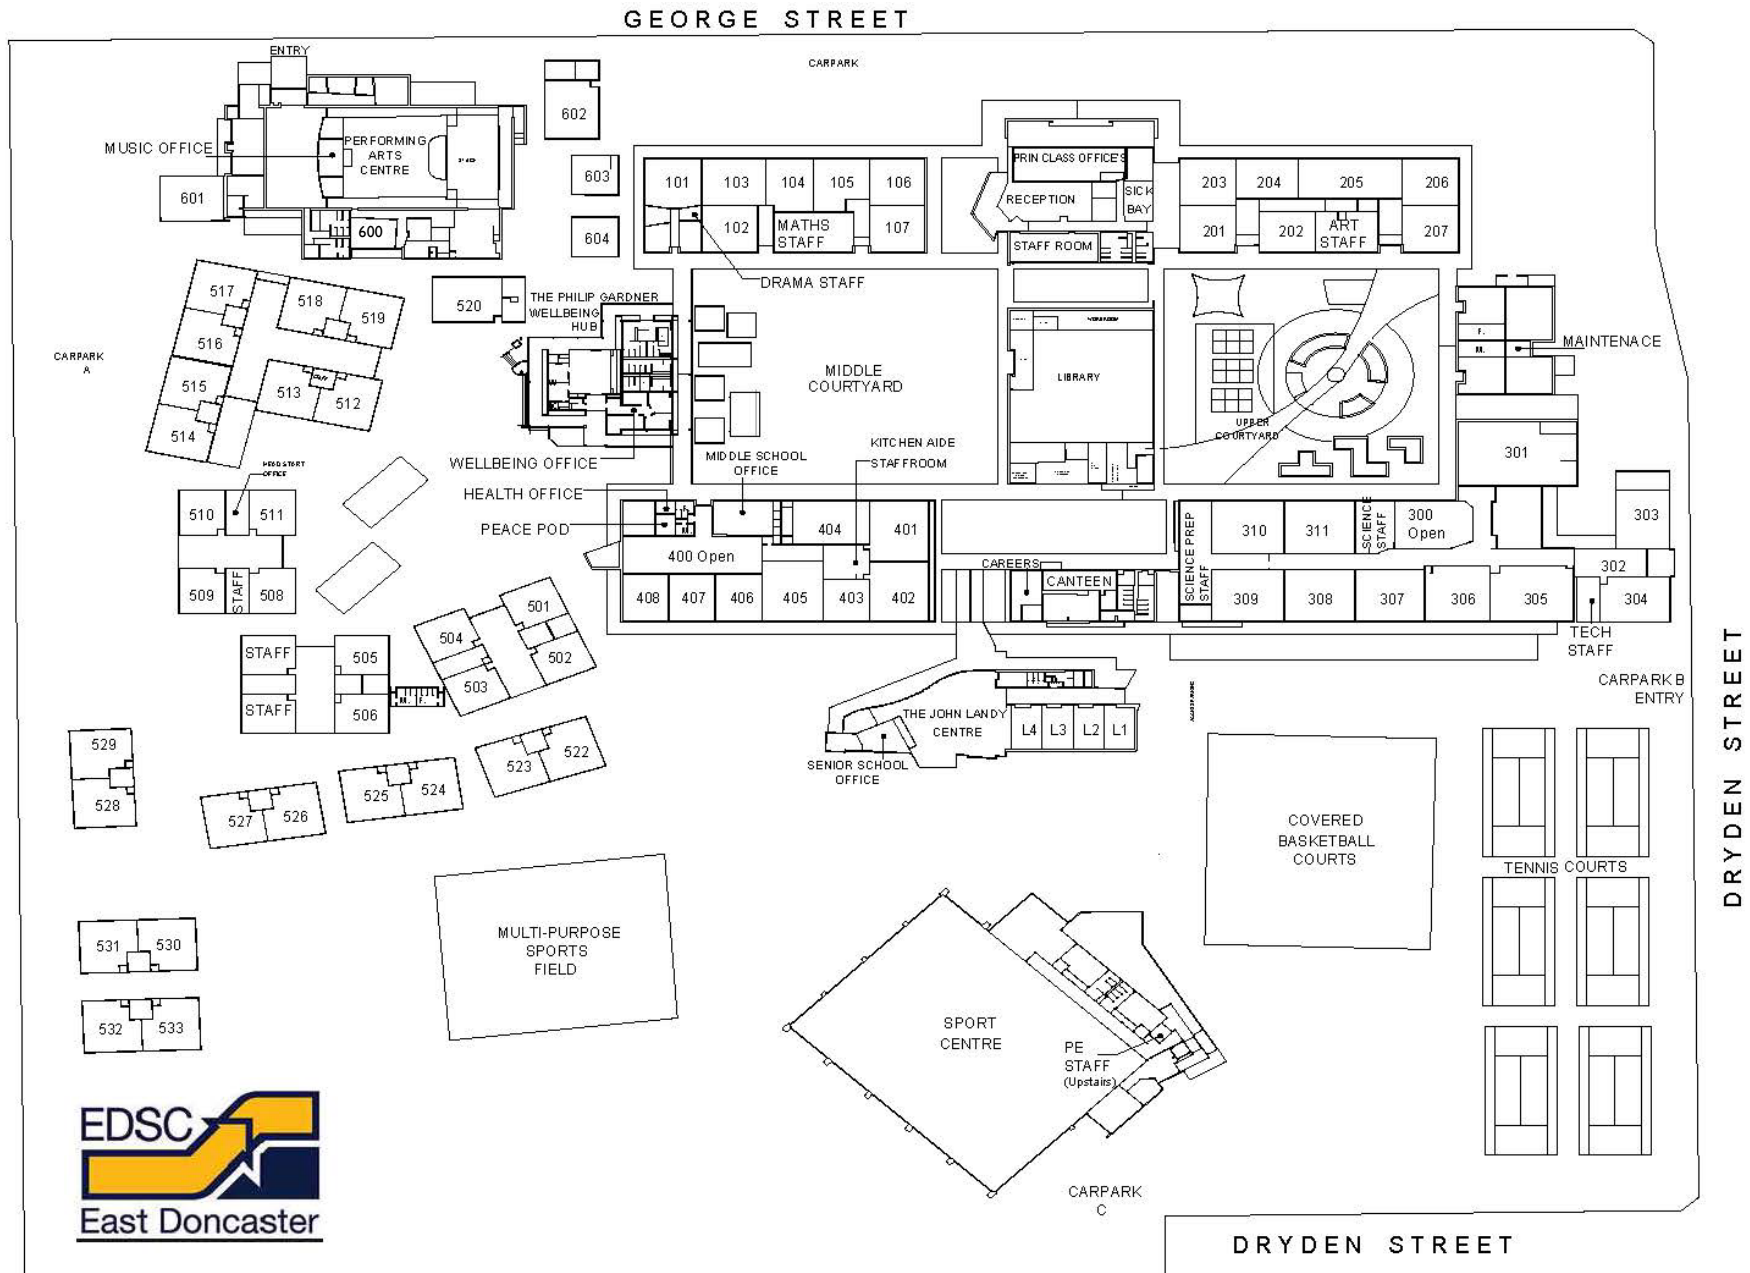 GEORGE STREET
CARPARK
ENTRY
602
MUSIC OFFICE
PERFORMING
ARTS
CENTRE
601
600
603
604
101
103
104
105
106
102
MATHS
STAFF
107
DRAMA STAFF
PRIN CLASS OFFICE'S
RECEPTION
SICK
BAY
STAFF ROOM
203
204
205
206
201
202
ART
STAFF
207
517
518
519
516
515
513
512
514
520
THE PHILIP GARDNER
WELLBEING
HUB
CARPARK
A
MIDDLE
COURTYARD
LIBRARY
UPPER
COURTYARD
F.
M.
MAINTENACE
WELLBEING OFFICE
HEALTH OFFICE
PEACE POD
MIDDLE SCHOOL
OFFICE
KITCHEN AIDE
STAFFROOM
HEADSTART
OFFICE
510
511
509
STAFF
508
F.
M.
404
401
400 Open
408
407
406
405
403
402
CAREERS
CANTEEN
SCIENCE PREP
STAFF
310
311
SCIENCE
STAFF
300
Open
301
303
302
309
308
307
306
305
304
TECH
STAFF
501
504
502
503
STAFF
505
STAFF
506
M.
F.
THE JOHN LANDY
CENTRE
L4
L3
L2
L1
SENIOR SCHOOL
OFFICE
CARPARK B
ENTRY
DRYDEN STREET
529
528
522
523
524
525
526
527
COVERED
BASKETBALL
COURTS
TENNIS COURTS
531
530
532
533
MULTI-PURPOSE
SPORTS
FIELD
SPORT
CENTRE
PE
STAFF
(Upstairs)
CARPARK
C
EDSC
East Doncaster
DRYDEN STREET